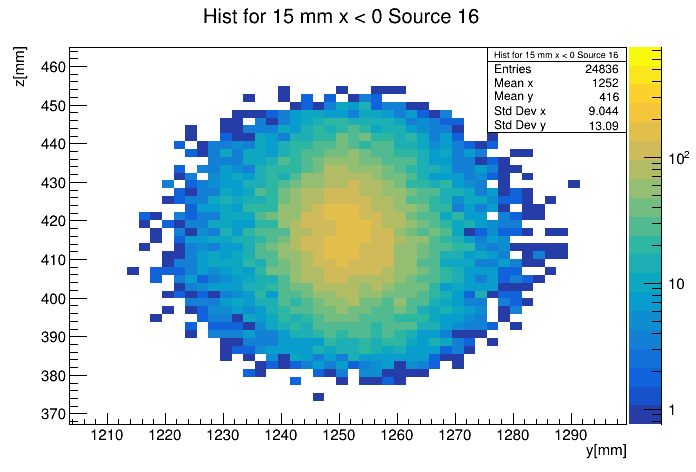 Hist for 15 mm x < 0 Source 16
z[mm]
Hist for 15 mm x < 0 Source 16
Entries 24836
Mean x 1252
Mean y 416
Std Dev x 9.044
Std Dev y 13.09
460
450
440
430
420
410
400
390
380
370
1210 1220 1230 1240 1250 1260 1270 1280 1290
y[mm]
10²
10
1